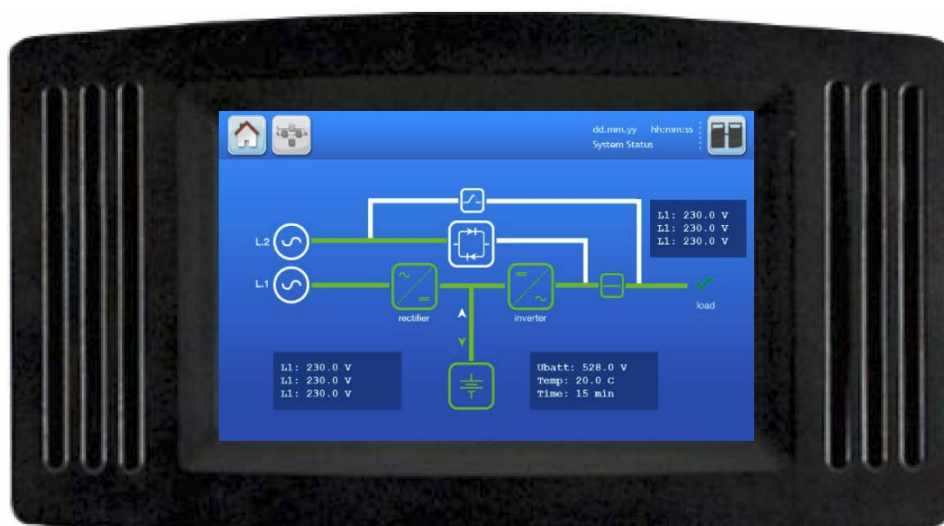 dd.mm.yy hh:mm:ss
System Status
L1: 230.0 V
L1: 230.0 V
L1: 230.0 V
L.2
L.1
rectifier
inverter
load
L1: 230.0 V
L1: 230.0 V
L1: 230.0 V
Ubatt: 528.0 V
Temp: 20.0 C
Time: 15 min